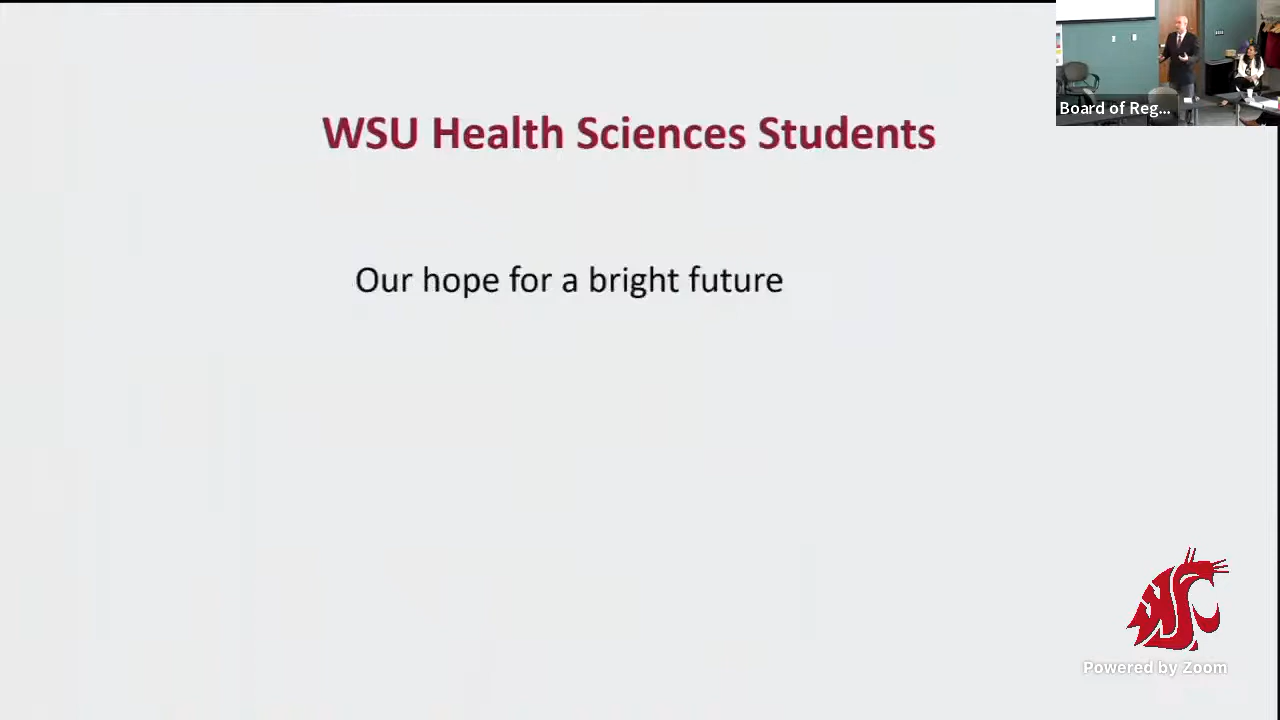 Board of Reg...
WSU Health Sciences Students
Our hope for a bright future
Powered by Zoom